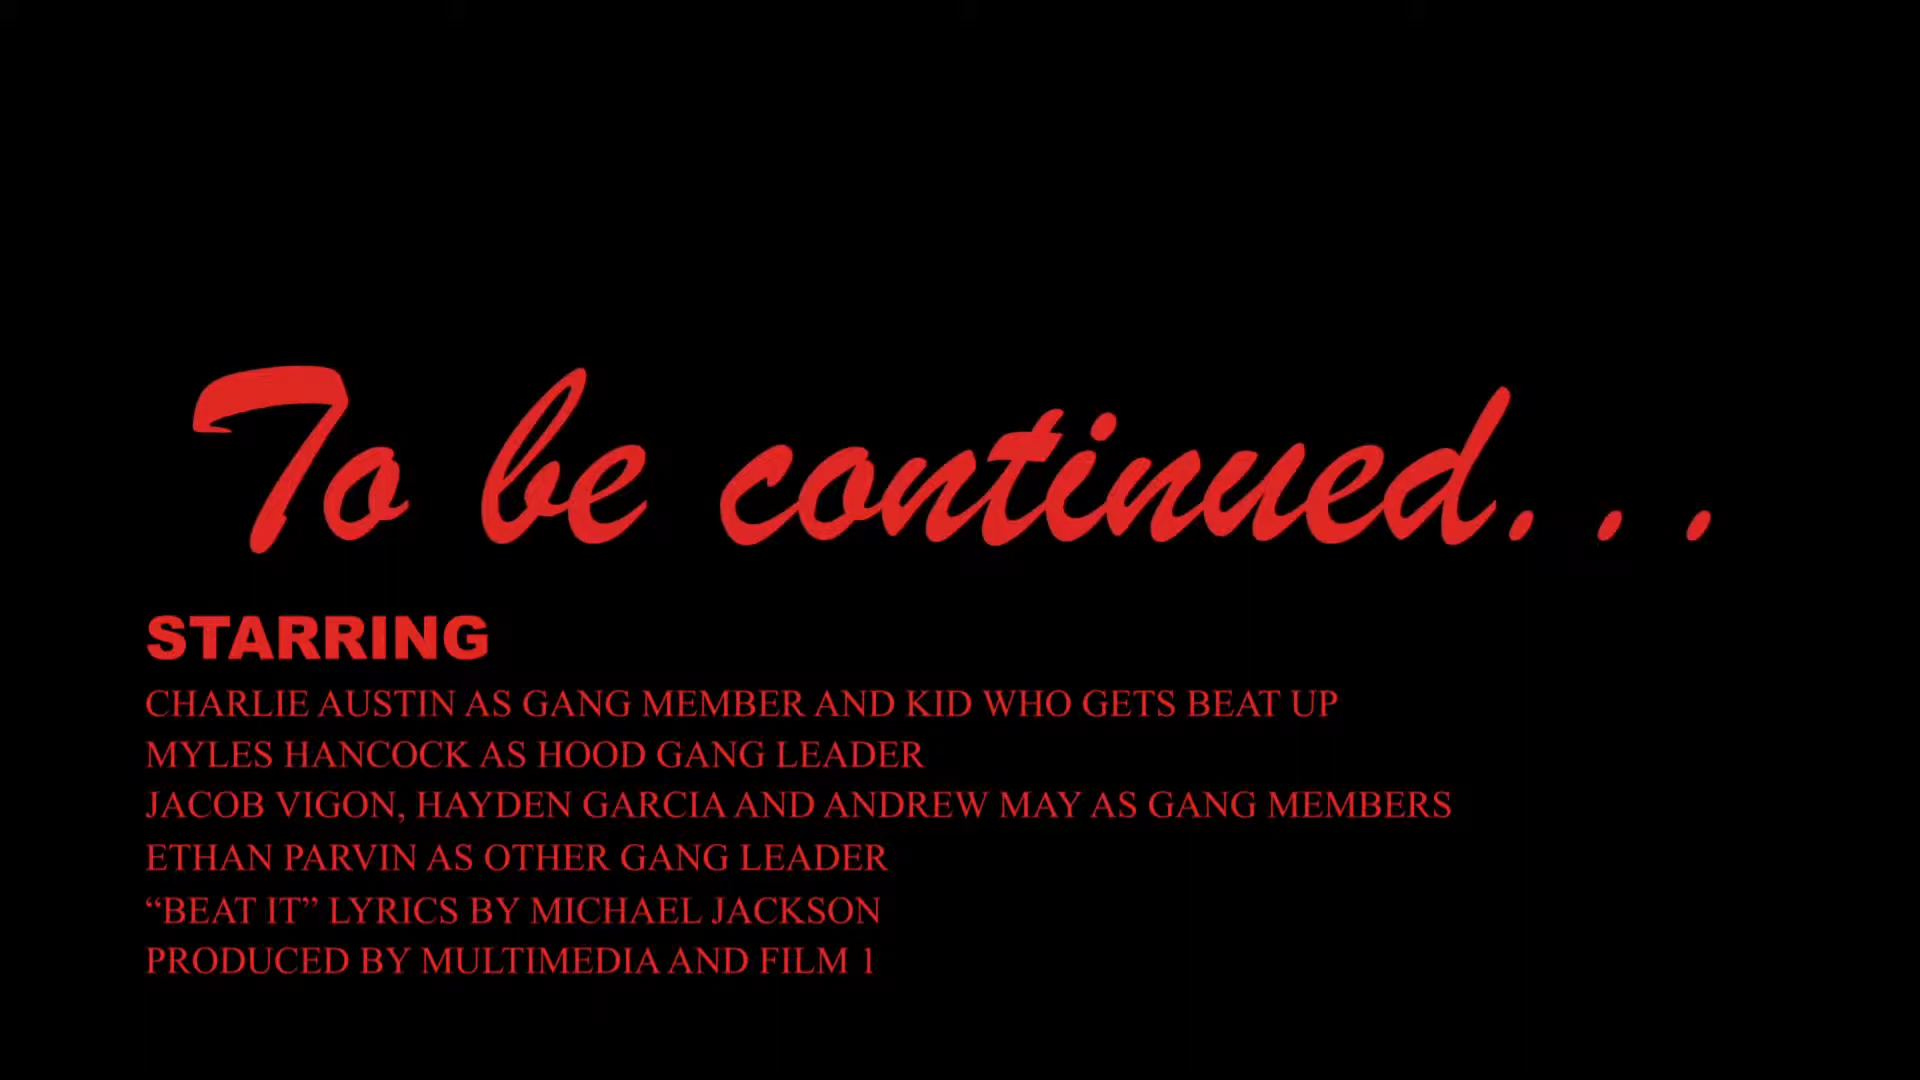 To be continued. . .
STARRING
CHARLIE AUSTIN AS GANG MEMBER AND KID WHO GETS BEAT UP
MYLES HANCOCK AS HOOD GANG LEADER
JACOB VIGON, HAYDEN GARCIA AND ANDREW MAY AS GANG MEMBERS
ETHAN PARVIN AS OTHER GANG LEADER
“BEAT IT” LYRICS BY MICHAEL JACKSON
PRODUCED BY MULTIMEDIA AND FILM 1